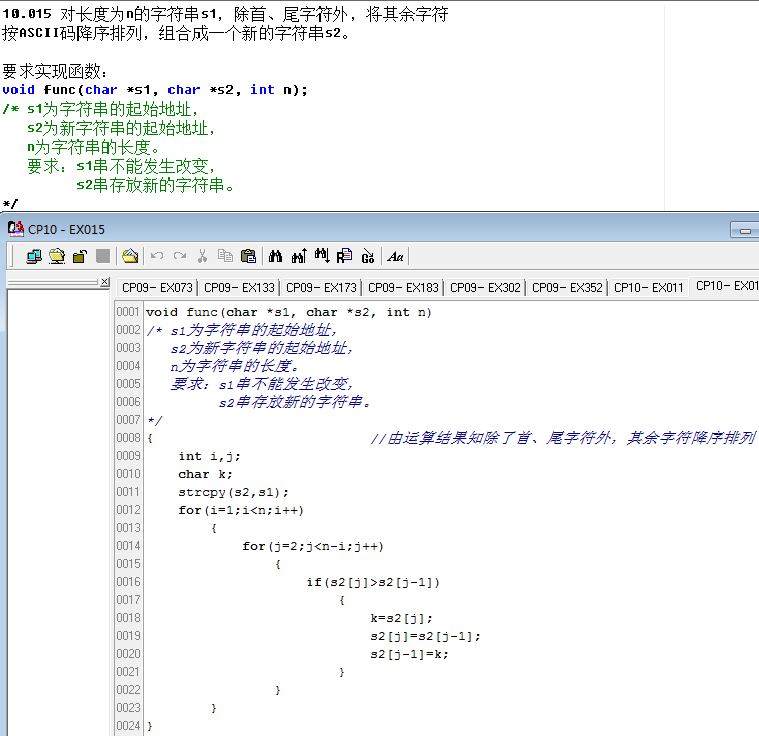 10.015 对长度为n的字符串s1，除首、尾字符外，将其余字符
按ASCII码降序排列，组合成一个新的字符串s2。
要求实现函数：
void func(char *s1, char *s2, int n);
/* s1为字符串的起始地址，
s2为新字符串的起始地址，
n为字符串的长度。
要求：s1串不能发生改变，
s2串存放新的字符串。
*/
CP10 - EX015
CP09- EX073 CP09- EX133 CP09- EX173 CP09- EX183 CP09- EX302 CP09- EX352 CP10- EX011 CP10- EX01
0001 void func(char *s1, char *s2, int n)
0002 /* s1为字符串的起始地址，
0003 s2为新字符串的起始地址，
0004 n为字符串的长度。
0005 要求：s1串不能发生改变，
0006 s2串存放新的字符串。
0007 */
0008 { //由运算结果知除了首、尾字符外，其余字符降序排列
0009 int i,j;
0010 char k;
0011 strcpy(s2,s1);
0012 for(i=1;i<n;i++)
0013 {
0014 for(j=2;j<n-i;j++)
0015 {
0016 if(s2[j]>s2[j-1])
0017 {
0018 k=s2[j];
0019 s2[j]=s2[j-1];
0020 s2[j-1]=k;
0021 }
0022 }
0023 }
0024 }